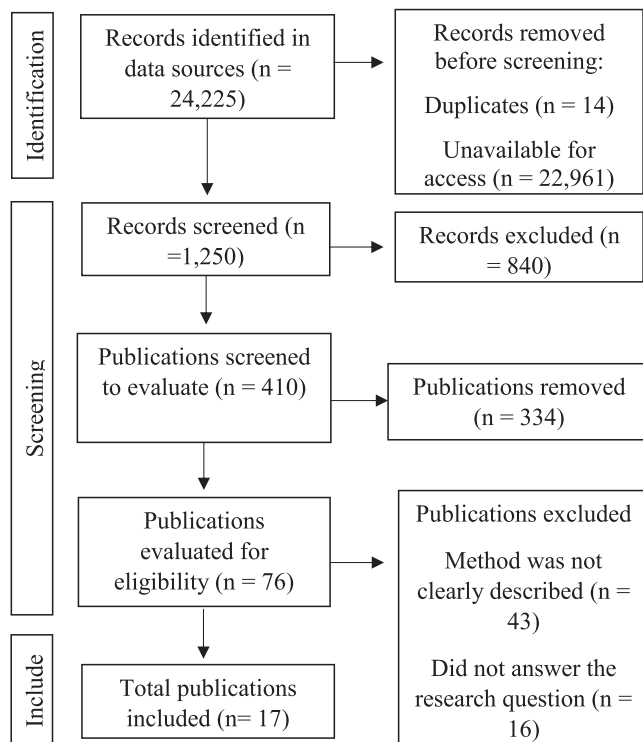 Identification
Records identified in
data sources (n =
24,225)
Records removed
before screening:
Duplicates (n = 14)
Unavailable for
access (n = 22,961)
Screening
Records screened (n
=1,250)
Records excluded (n
= 840)
Publications screened
to evaluate (n = 410)
Publications removed
(n = 334)
Publications
evaluated for
eligibility (n = 76)
Publications excluded
Method was not
clearly described (n =
43)
Did not answer the
research question (n =
16)
Include
Total publications
included (n= 17)